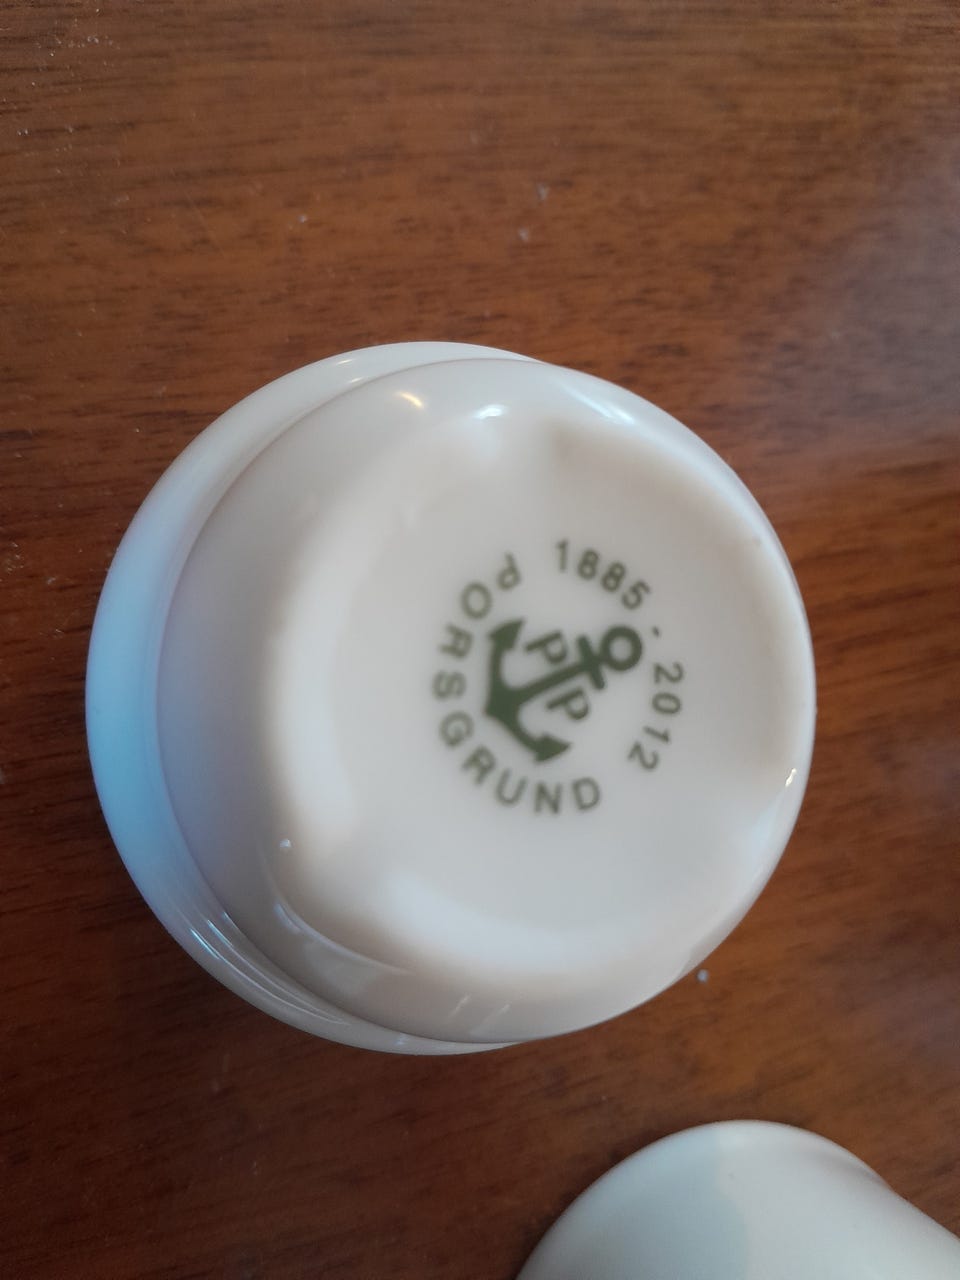 1885 · 2012
PP
PORSGRUND